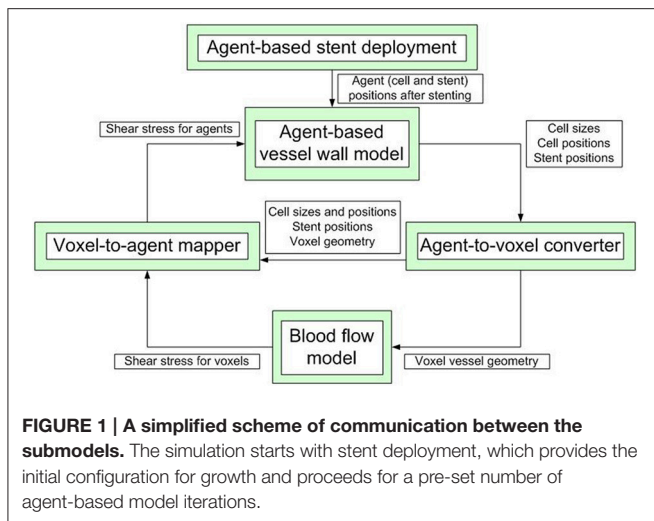 Agent-based stent deployment
Agent (cell and stent)
positions after stenting
Shear stress for agents
Agent-based
vessel wall model
Cell sizes
Cell positions
Stent positions
Cell sizes and positions
Stent positions
Voxel geometry
Voxel-to-agent mapper
Agent-to-voxel converter
Blood flow
model
Shear stress for voxels
Voxel vessel geometry
FIGURE 1 | A simplified scheme of communication between the
submodels. The simulation starts with stent deployment, which provides the
initial configuration for growth and proceeds for a pre-set number of
agent-based model iterations.